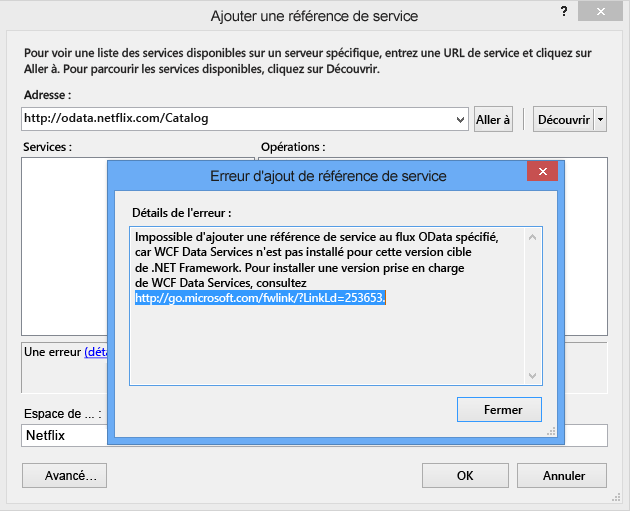 Ajouter une référence de service
?
Pour voir une liste des services disponibles sur un serveur spécifique, entrez une URL de service et cliquez sur
Aller à. Pour parcourir les services disponibles, cliquez sur Découvrir.
Adresse :
http://odata.netflix.com/Catalog
Aller à
Découvrir
Services :
Opérations :
Erreur d'ajout de référence de service
Détails de l'erreur :
Impossible d'ajouter une référence de service au flux OData spécifié,
car WCF Data Services n'est pas installé pour cette version cible
de .NET Framework. Pour installer une version prise en charge
de WCF Data Services, consultez
http://go.microsoft.com/fwlink/?LinkLd=253653.
Fermer
Une erreur (déta
Espace de ... :
Netflix
Avancé...
OK
Annuler